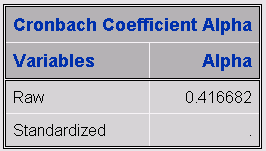 Cronbach Coefficient Alpha
Variables Alpha
Raw 0.416682
Standardized .